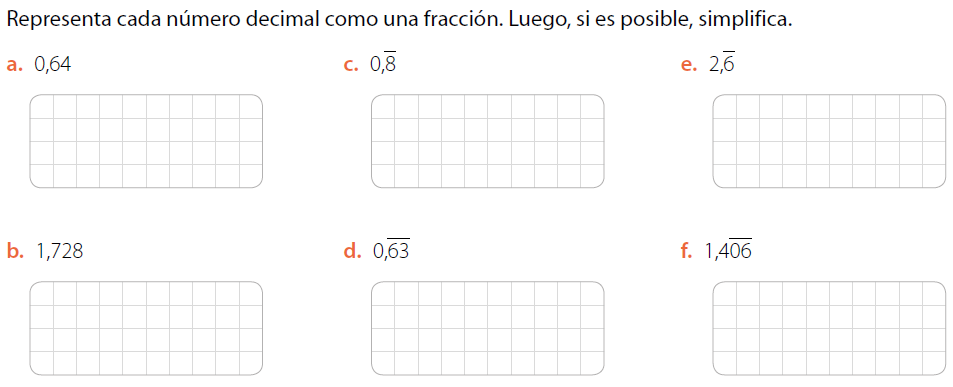 Representa cada número decimal como una fracción. Luego, si es posible, simplifica.
a. 0,64
c. 0,8̅
e. 2,6̅
b. 1,728
d. 0,6̅3̅
f. 1,40̅6̅